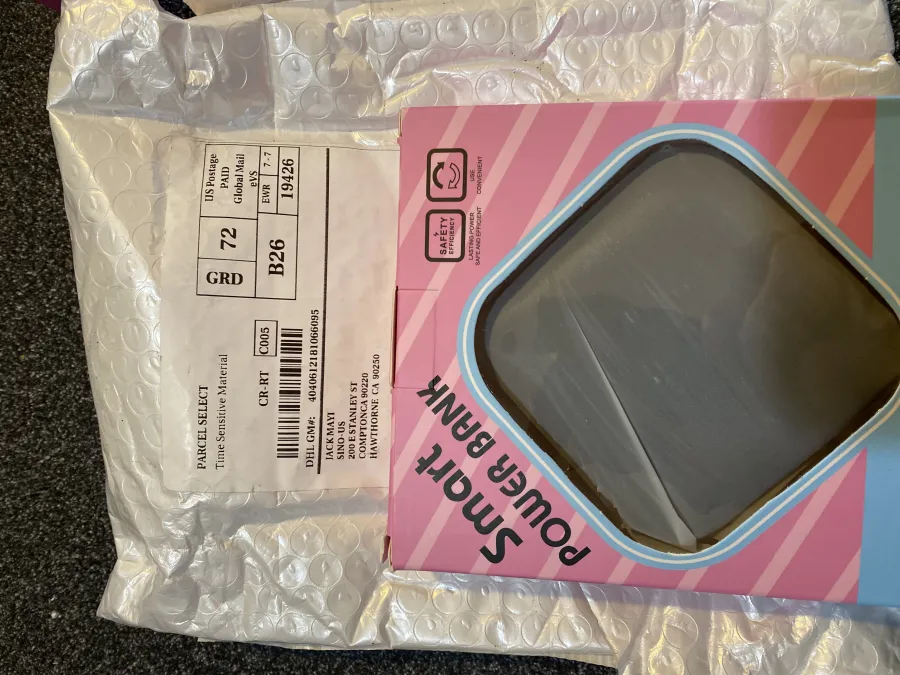 US Postage
PAID
Global Mail
eVS
EWR 7-7
19426
72
B26
GRD
PARCEL SELECT
Time Sensitive Material
CR-RT C005
DHL GM#: 4040612181066095
JACK MAYI
SINO-US
200 E STANLEY ST
COMPTONCA 90220
HAWTHORNE CA 90250
USE
CONVENIENT
SAFETY
EFFICIENCY
LASTING POWER
SAFE AND EFFICIENT
Smart
POWER BANK